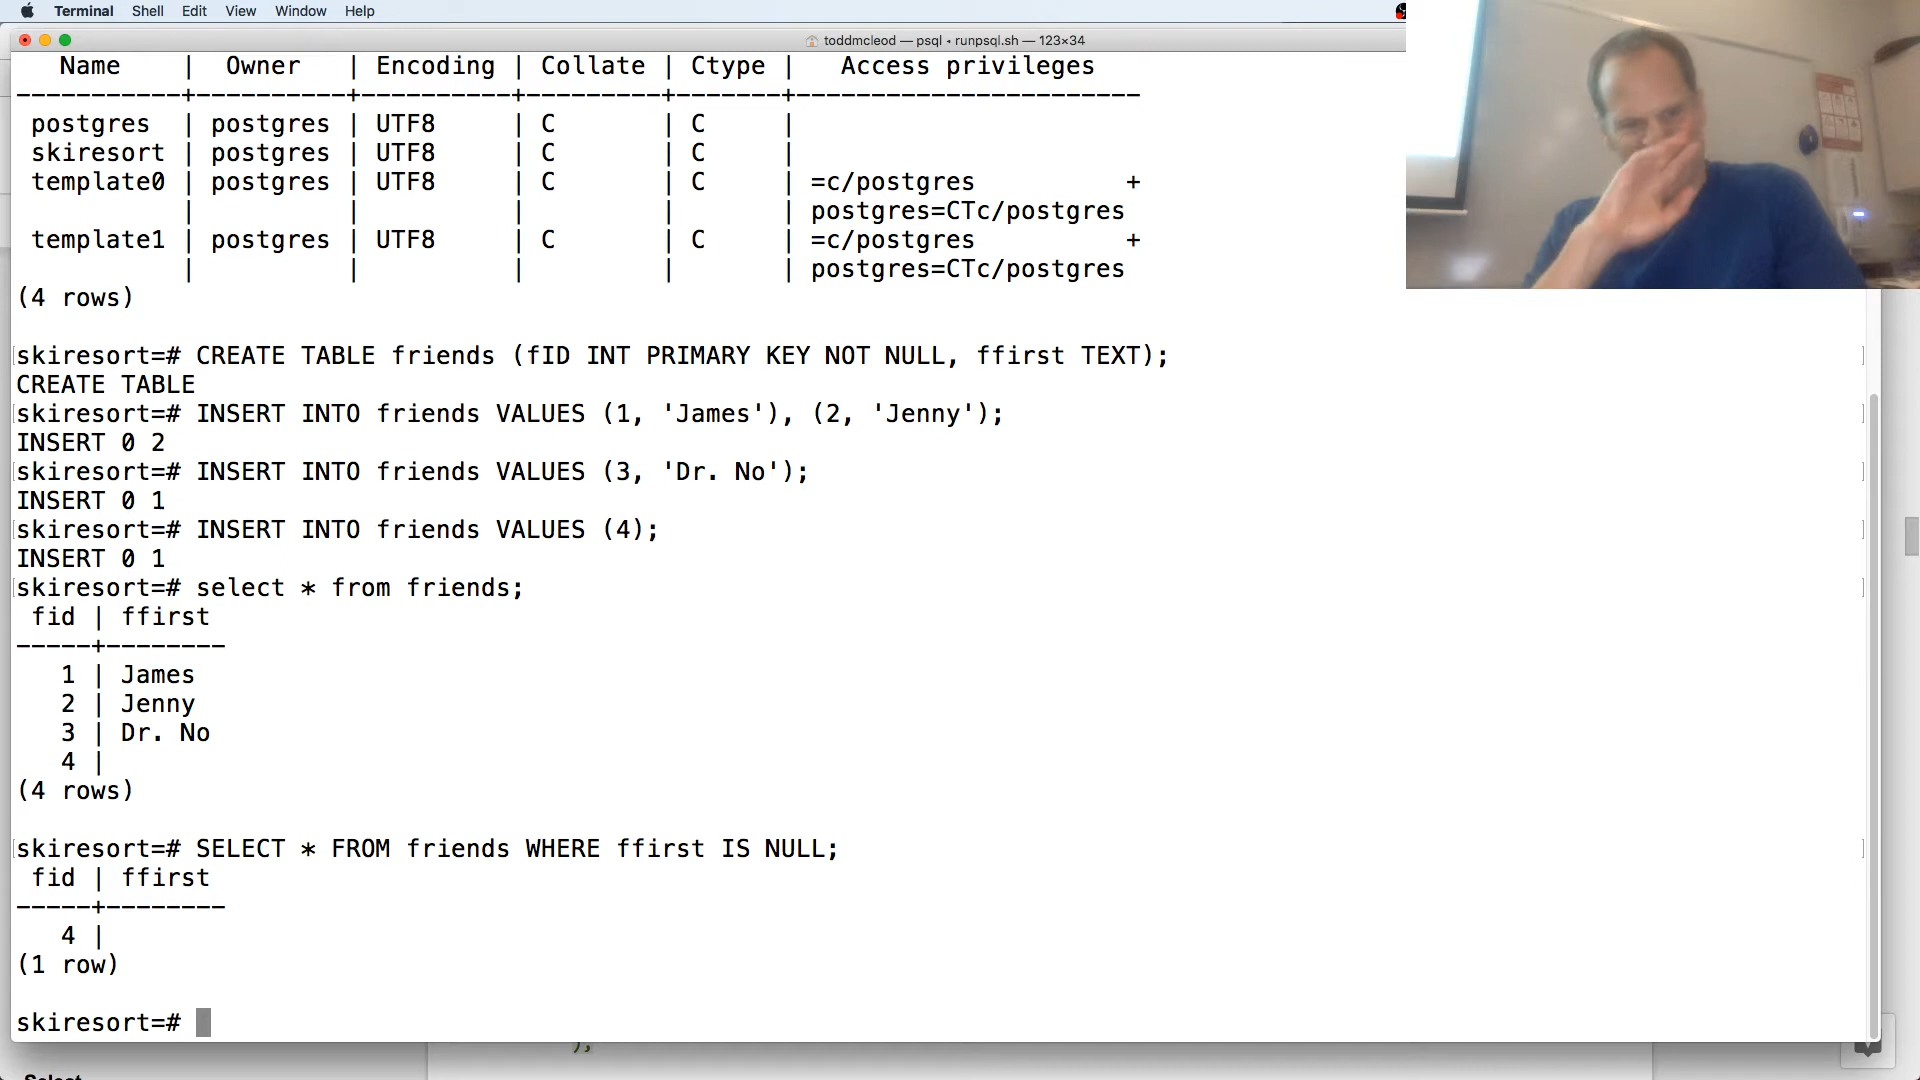 Terminal Shell Edit View Window Help
toddmcleod — psql • runpsql.sh — 123×34
Name | Owner | Encoding | Collate | Ctype | Access privileges
-----------+----------+----------+---------+-------+-----------------------
postgres | postgres | UTF8 | C | C |
skiresort | postgres | UTF8 | C | C |
template0 | postgres | UTF8 | C | C | =c/postgres +
| | | | | postgres=CTc/postgres
template1 | postgres | UTF8 | C | C | =c/postgres +
| | | | | postgres=CTc/postgres
(4 rows)
skiresort=# CREATE TABLE friends (fID INT PRIMARY KEY NOT NULL, ffirst TEXT);
CREATE TABLE
skiresort=# INSERT INTO friends VALUES (1, 'James'), (2, 'Jenny');
INSERT 0 2
skiresort=# INSERT INTO friends VALUES (3, 'Dr. No');
INSERT 0 1
skiresort=# INSERT INTO friends VALUES (4);
INSERT 0 1
skiresort=# select * from friends;
fid | ffirst
-----+--------
1 | James
2 | Jenny
3 | Dr. No
4 |
(4 rows)
skiresort=# SELECT * FROM friends WHERE ffirst IS NULL;
fid | ffirst
-----+--------
4 |
(1 row)
skiresort=#
);
Select